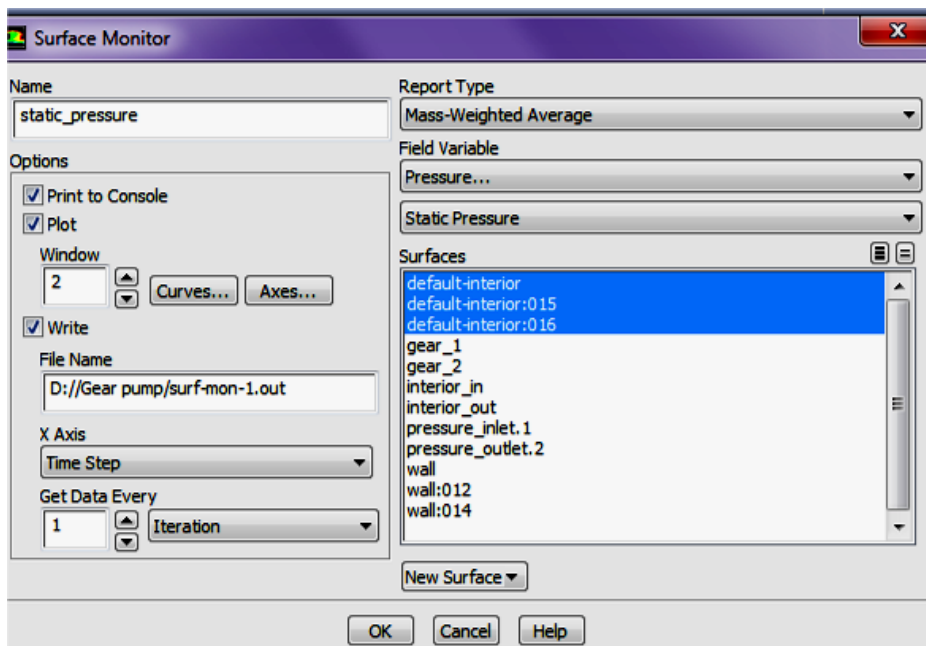 Surface Monitor
Name
static_pressure
Options
Print to Console
Plot
Window
2
Curves...
Axes...
Write
File Name
D://Gear pump/surf-mon-1.out
X Axis
Time Step
Get Data Every
1
Iteration
Report Type
Mass-Weighted Average
Field Variable
Pressure...
Static Pressure
Surfaces
default-interior
default-interior:015
default-interior:016
gear_1
gear_2
interior_in
interior_out
pressure_inlet.1
pressure_outlet.2
wall
wall:012
wall:014
New Surface
OK
Cancel
Help